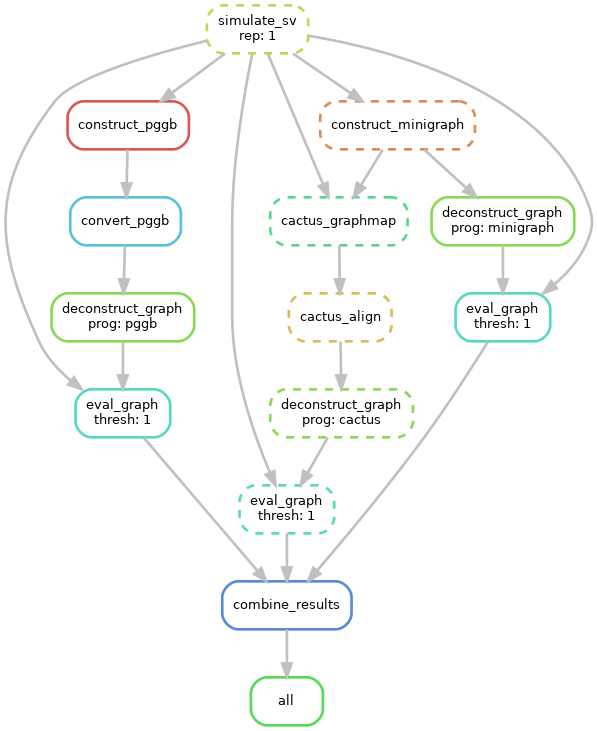 simulate_sv
rep: 1
construct_pggb
construct_minigraph
convert_pggb
cactus_graphmap
deconstruct_graph
prog: minigraph
deconstruct_graph
prog: pggb
cactus_align
eval_graph
thresh: 1
eval_graph
thresh: 1
deconstruct_graph
prog: cactus
eval_graph
thresh: 1
combine_results
all